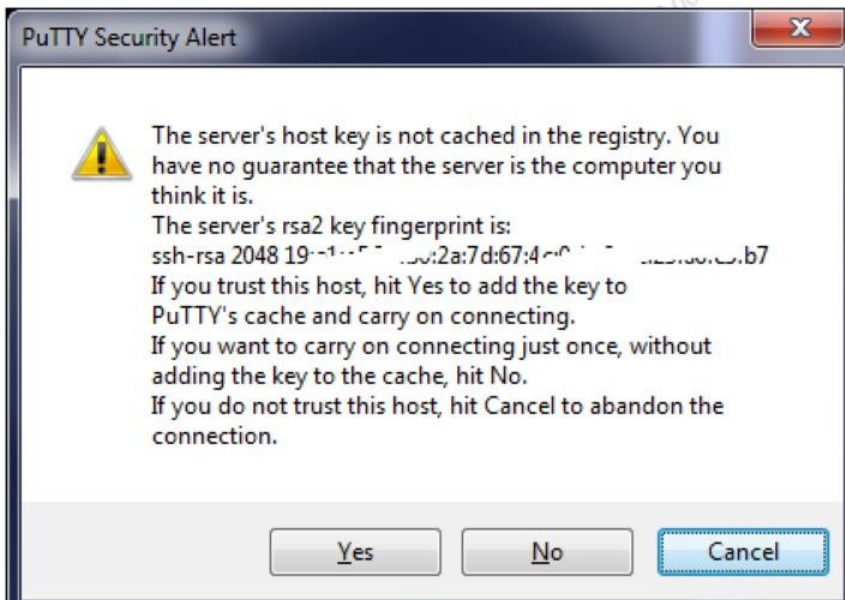 PuTTY Security Alert
The server's host key is not cached in the registry. You
have no guarantee that the server is the computer you
think it is.
The server's rsa2 key fingerprint is:
ssh-rsa 2048 :2a:7d:67: b7
If you trust this host, hit Yes to add the key to
PuTTY's cache and carry on connecting.
If you want to carry on connecting just once, without
adding the key to the cache, hit No.
If you do not trust this host, hit Cancel to abandon the
connection.
Yes No Cancel